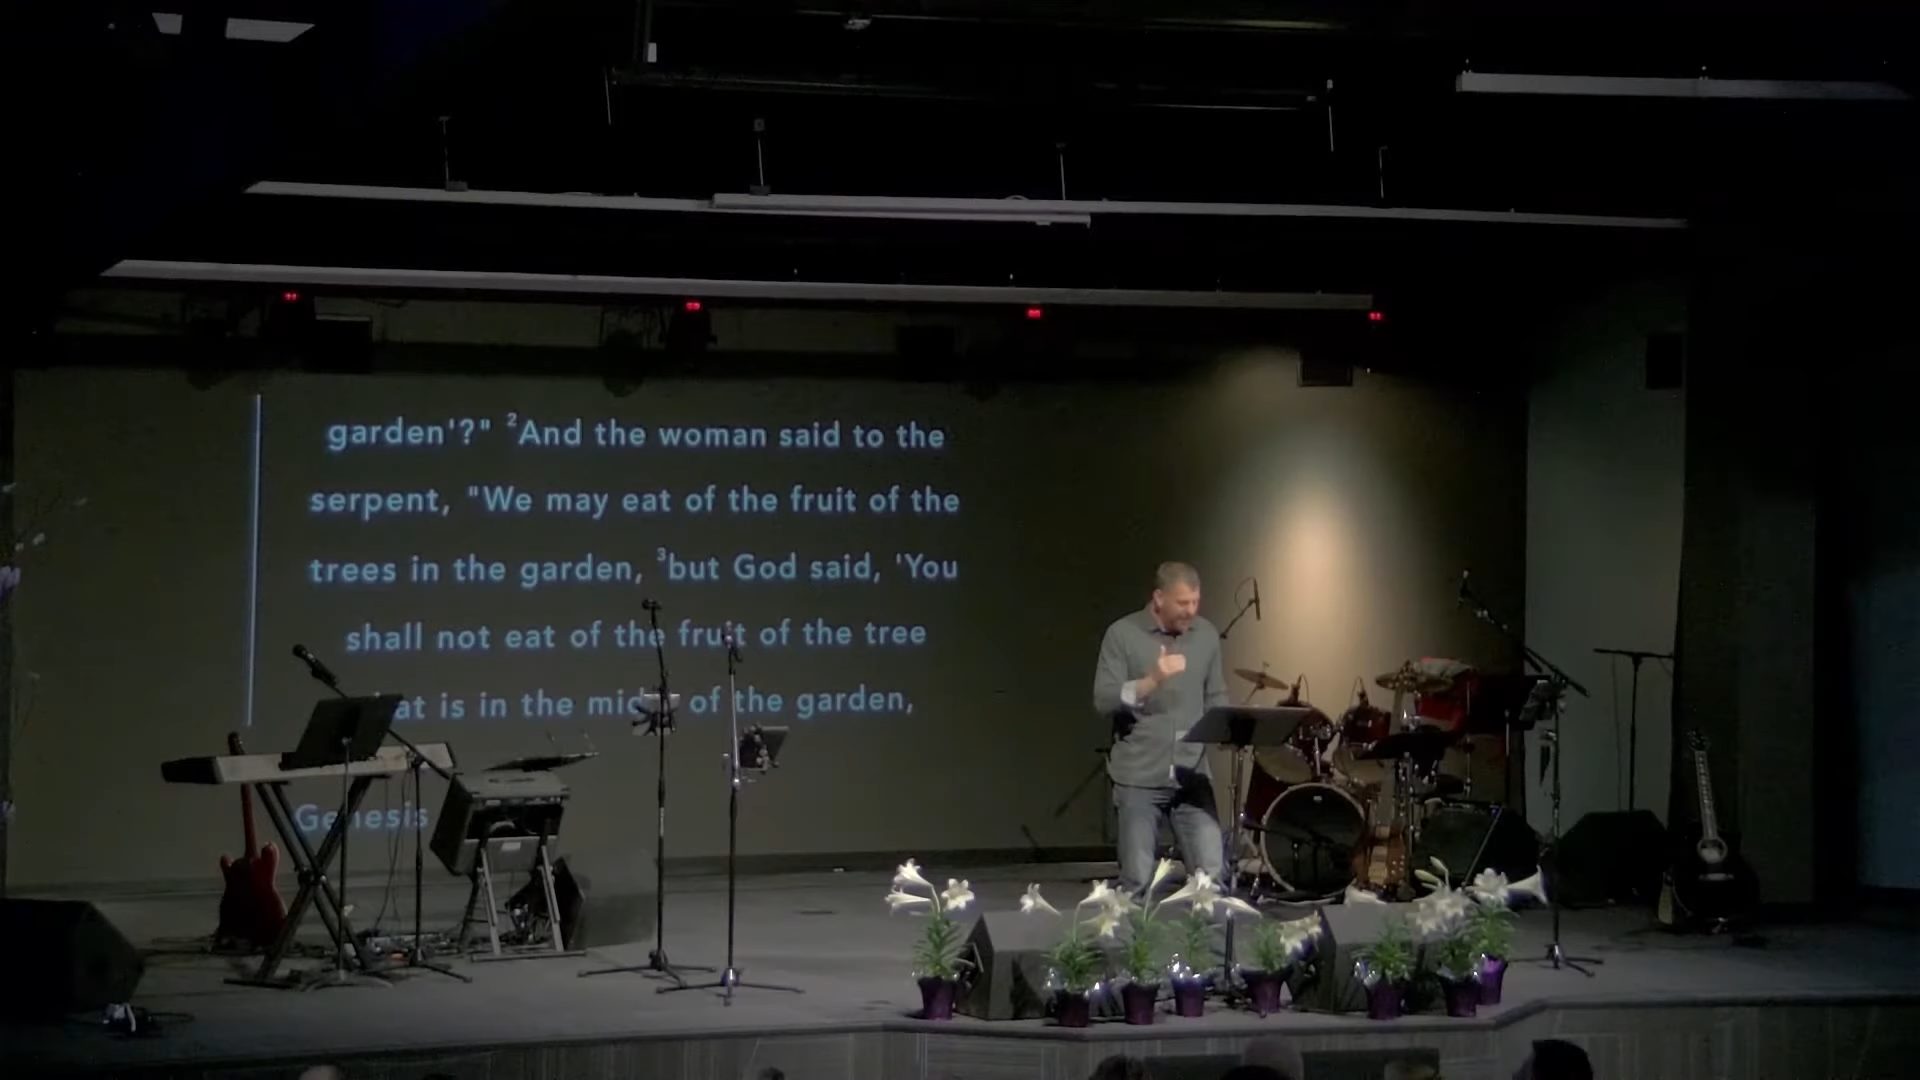 garden'?" ²And the woman said to the
serpent, "We may eat of the fruit of the
trees in the garden, ³but God said, 'You
shall not eat of the fruit of the tree
is in the of the garden,
Genesis